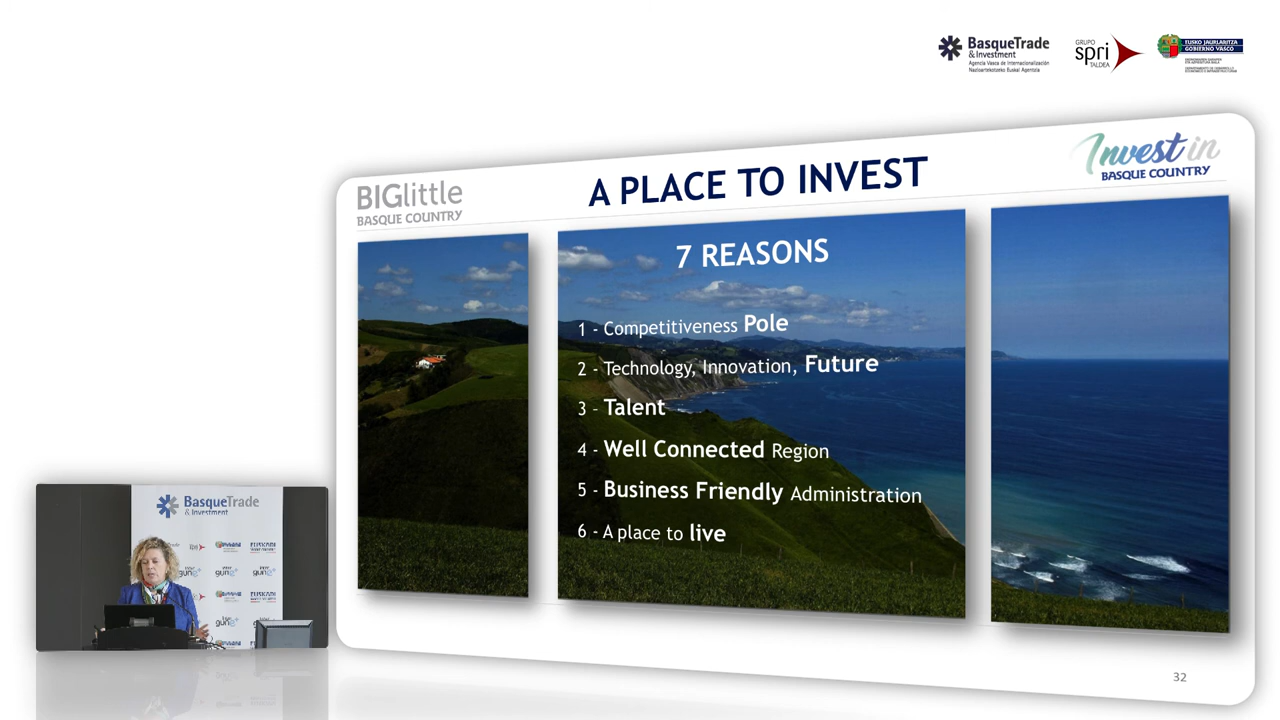 BasqueTrade
& Investment
Agencia Vasca de Internacionalización
Nazioartekotzeko Euskal Agentzia
GRUPO
spri
TALDEA
EUSKO JAURLARITZA
GOBIERNO VASCO
BIGlittle
BASQUE COUNTRY
A PLACE TO INVEST
Invest in
BASQUE COUNTRY
7 REASONS
1 - Competitiveness Pole
2 - Technology, Innovation, Future
3 - Talent
4 - Well Connected Region
5 - Business Friendly Administration
6 - A place to live
32
BasqueTrade
& Investment